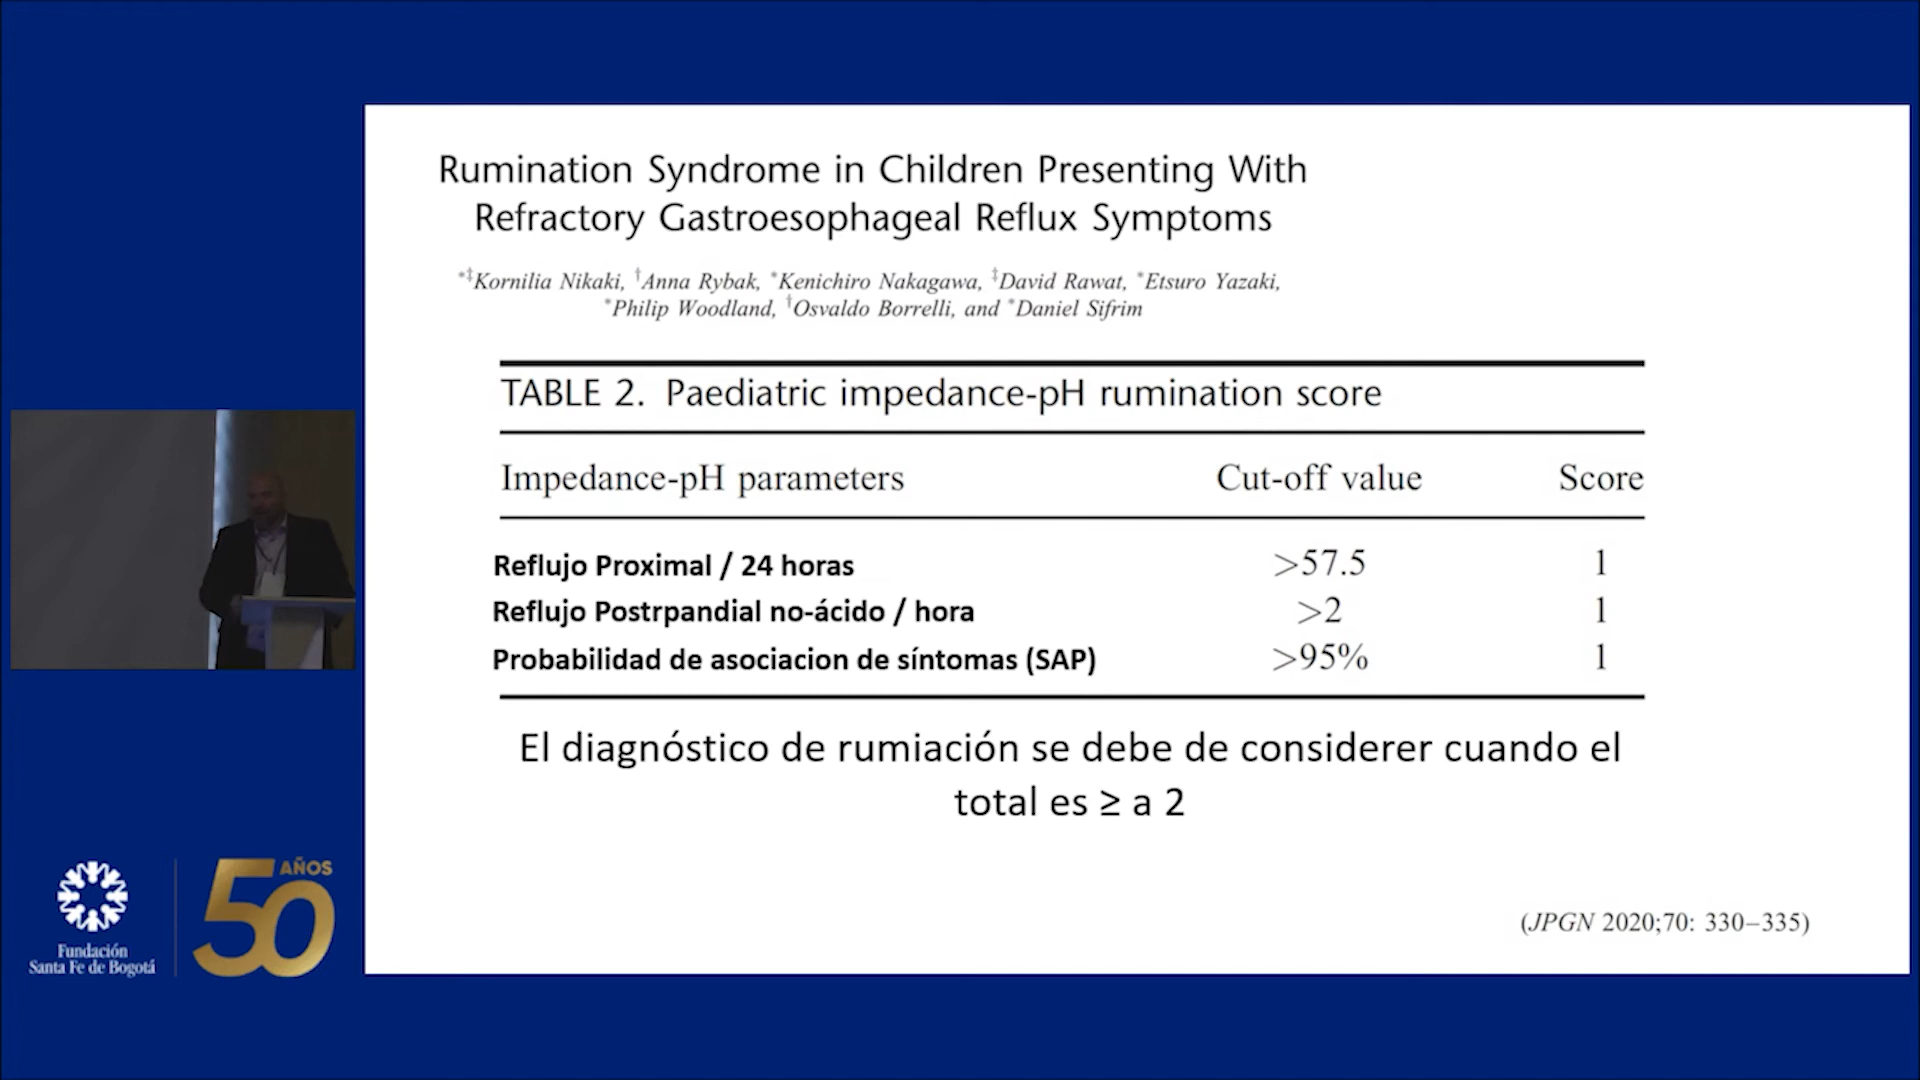 Rumination Syndrome in Children Presenting With
Refractory Gastroesophageal Reflux Symptoms
*‡Kornilia Nikaki, †Anna Rybak, *Kenichiro Nakagawa, ‡David Rawat, *Etsuro Yazaki,
*Philip Woodland, †Osvaldo Borrelli, and *Daniel Sifrim
TABLE 2. Paediatric impedance-pH rumination score
Impedance-pH parameters Cut-off value Score
Reflujo Proximal / 24 horas >57.5 1
Reflujo Postrpandial no-ácido / hora >2 1
Probabilidad de asociacion de síntomas (SAP) >95% 1
El diagnóstico de rumiación se debe de considerer cuando el
total es ≥ a 2
(JPGN 2020;70: 330–335)
Fundación
Santa Fe de Bogotá
50 AÑOS